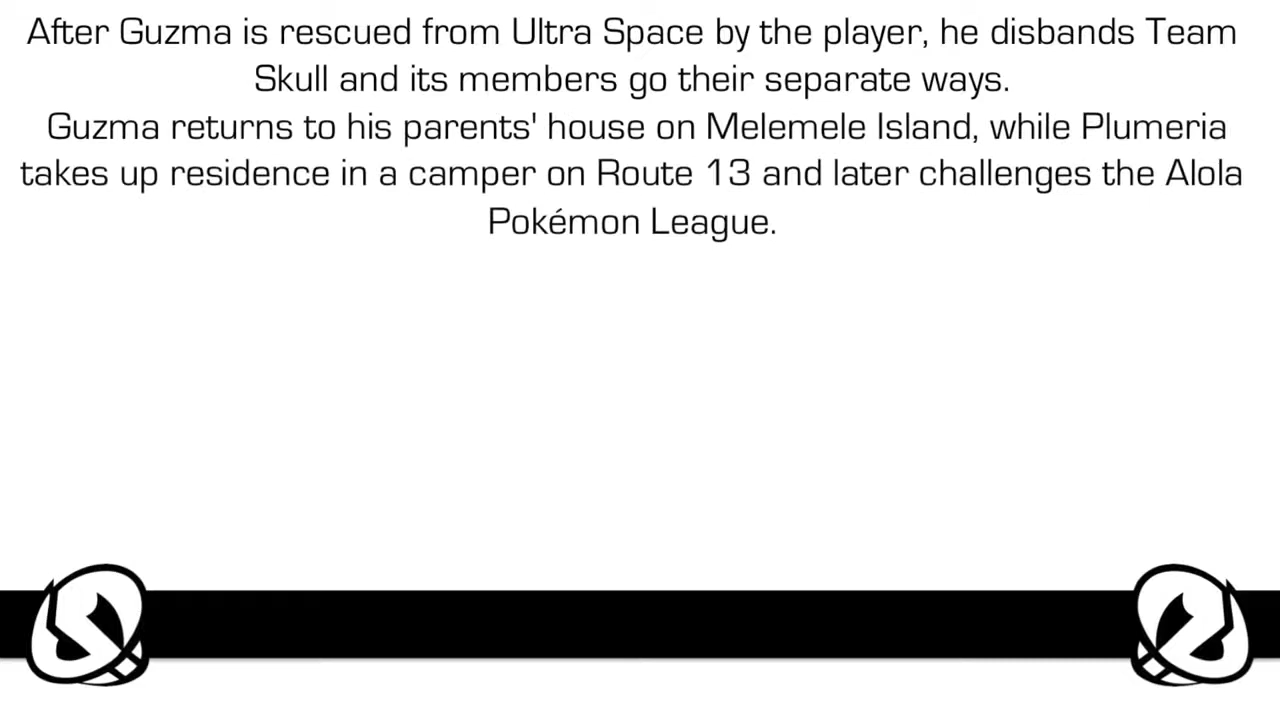 After Guzma is rescued from Ultra Space by the player, he disbands Team
Skull and its members go their separate ways.
Guzma returns to his parents' house on Melemele Island, while Plumeria
takes up residence in a camper on Route 13 and later challenges the Alola
Pokémon League.